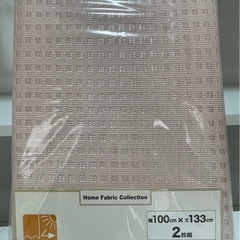 Home Fabric Collection
幅100cm×丈133cm
2枚組